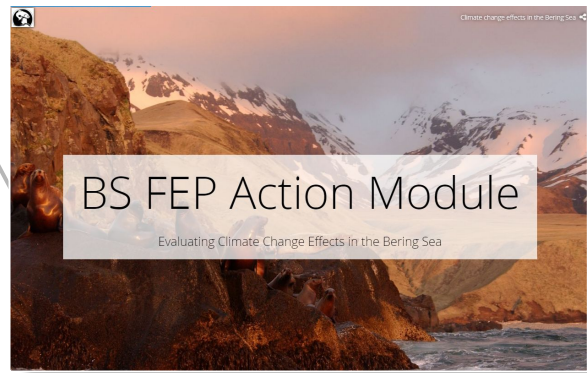 Climate change effects in the Bering Sea
BS FEP Action Module
Evaluating Climate Change Effects in the Bering Sea